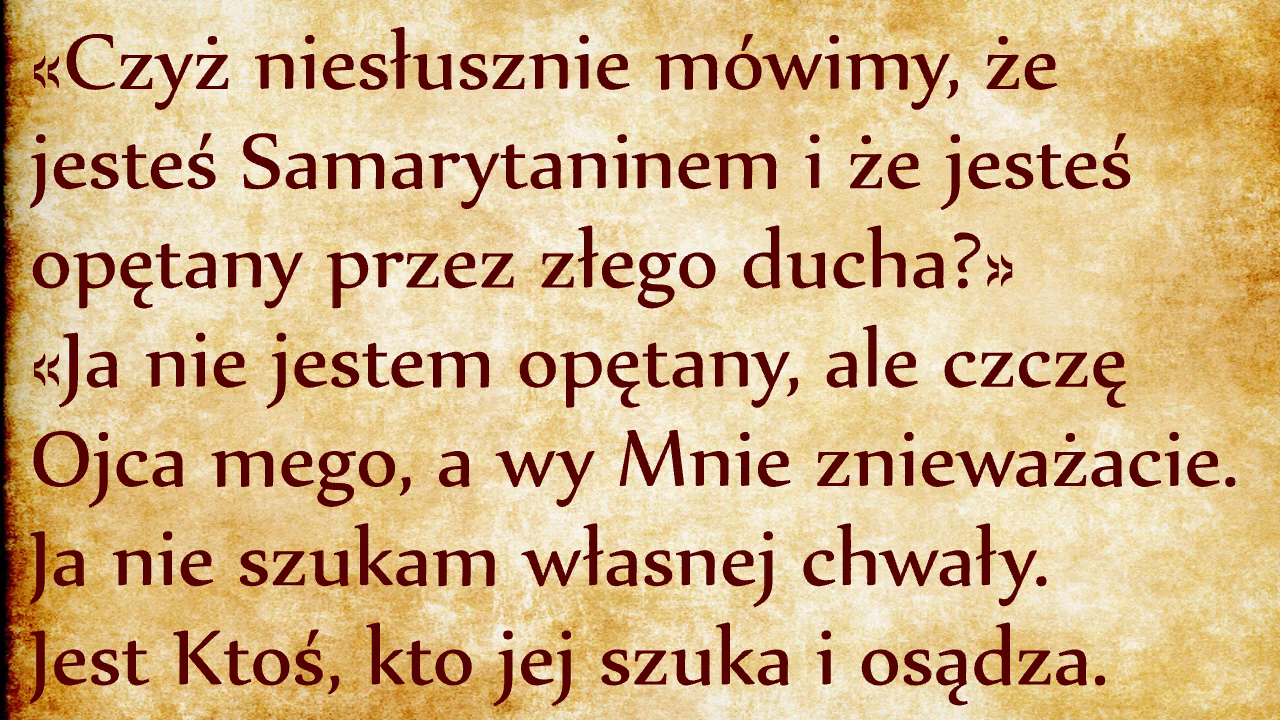 «Czyż niesłusznie mówimy, że
jesteś Samarytaninem i że jesteś
opętany przez złego ducha?»
«Ja nie jestem opętany, ale czczę
Ojca mego, a wy Mnie znieważacie.
Ja nie szukam własnej chwały.
Jest Ktoś, kto jej szuka i osądza.